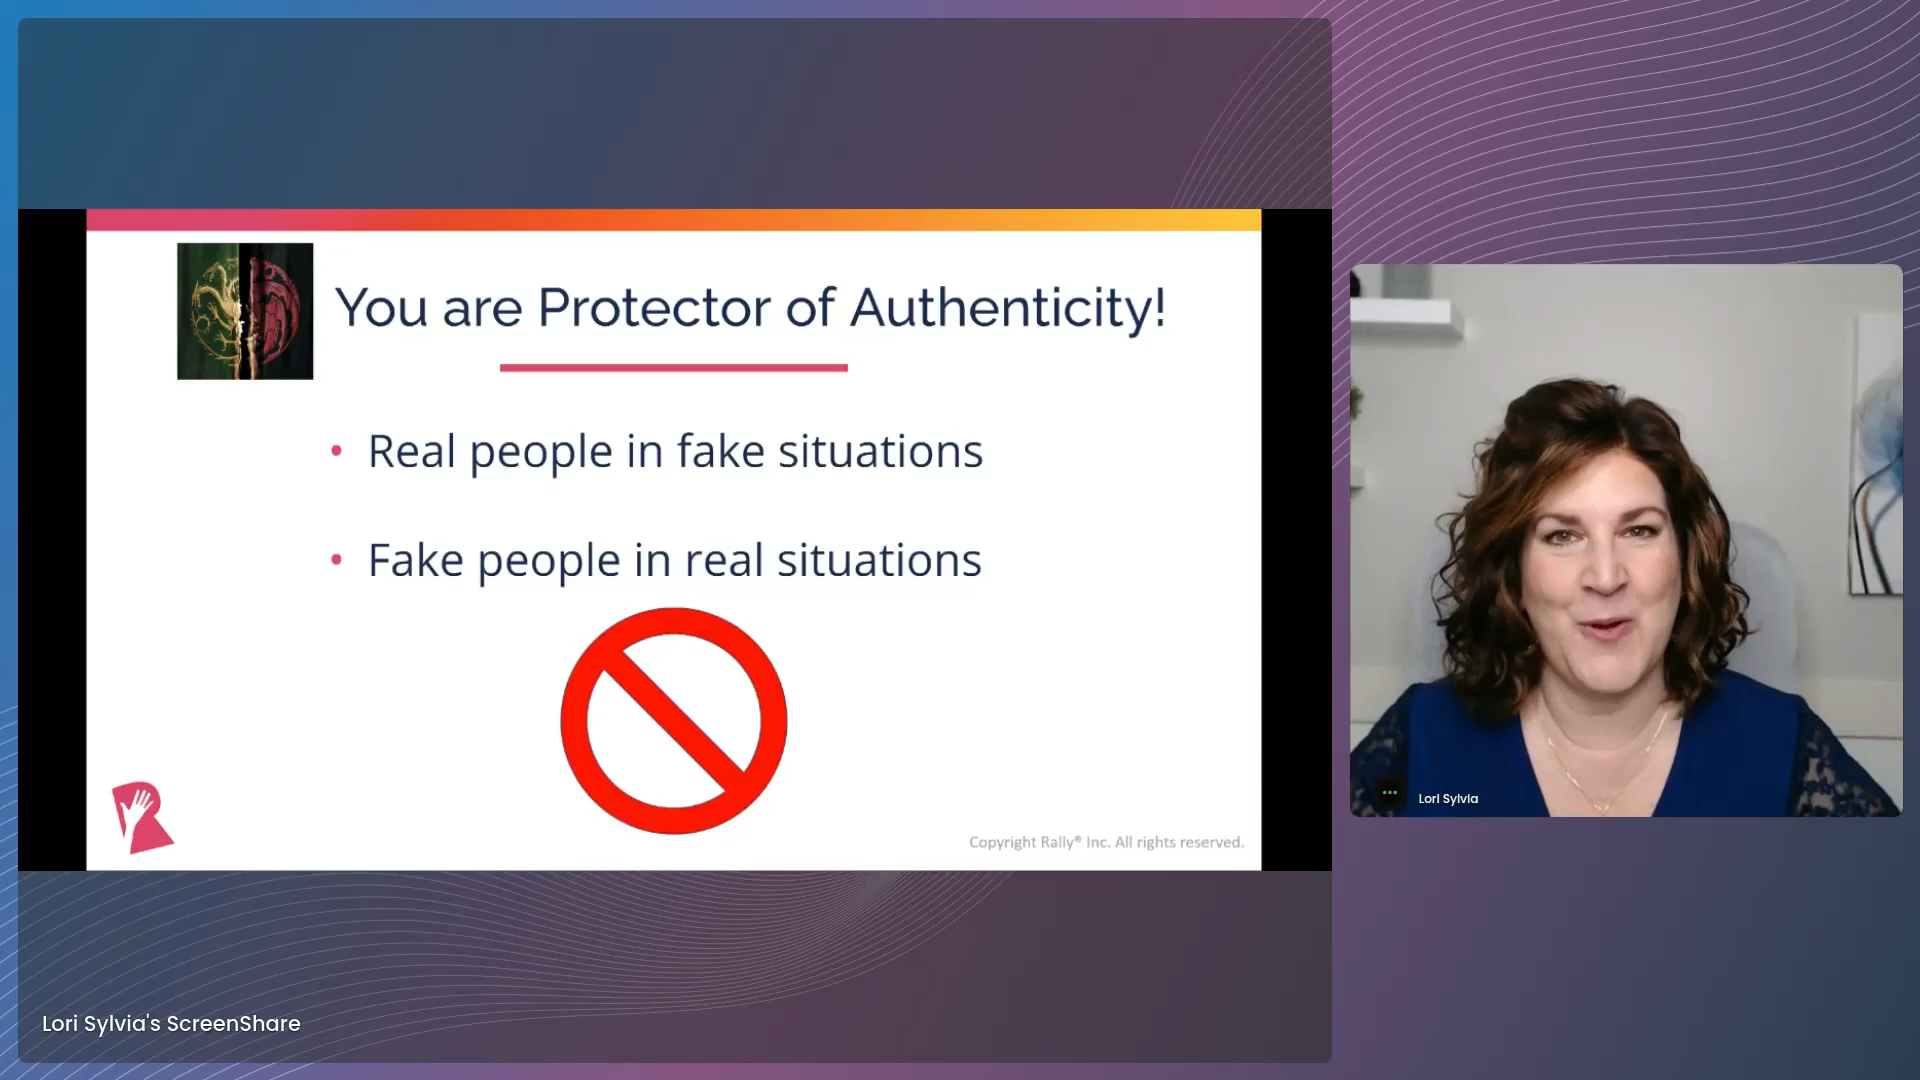 You are Protector of Authenticity!
• Real people in fake situations
• Fake people in real situations
Copyright Rally® Inc. All rights reserved.
Lori Sylvia
Lori Sylvia's ScreenShare